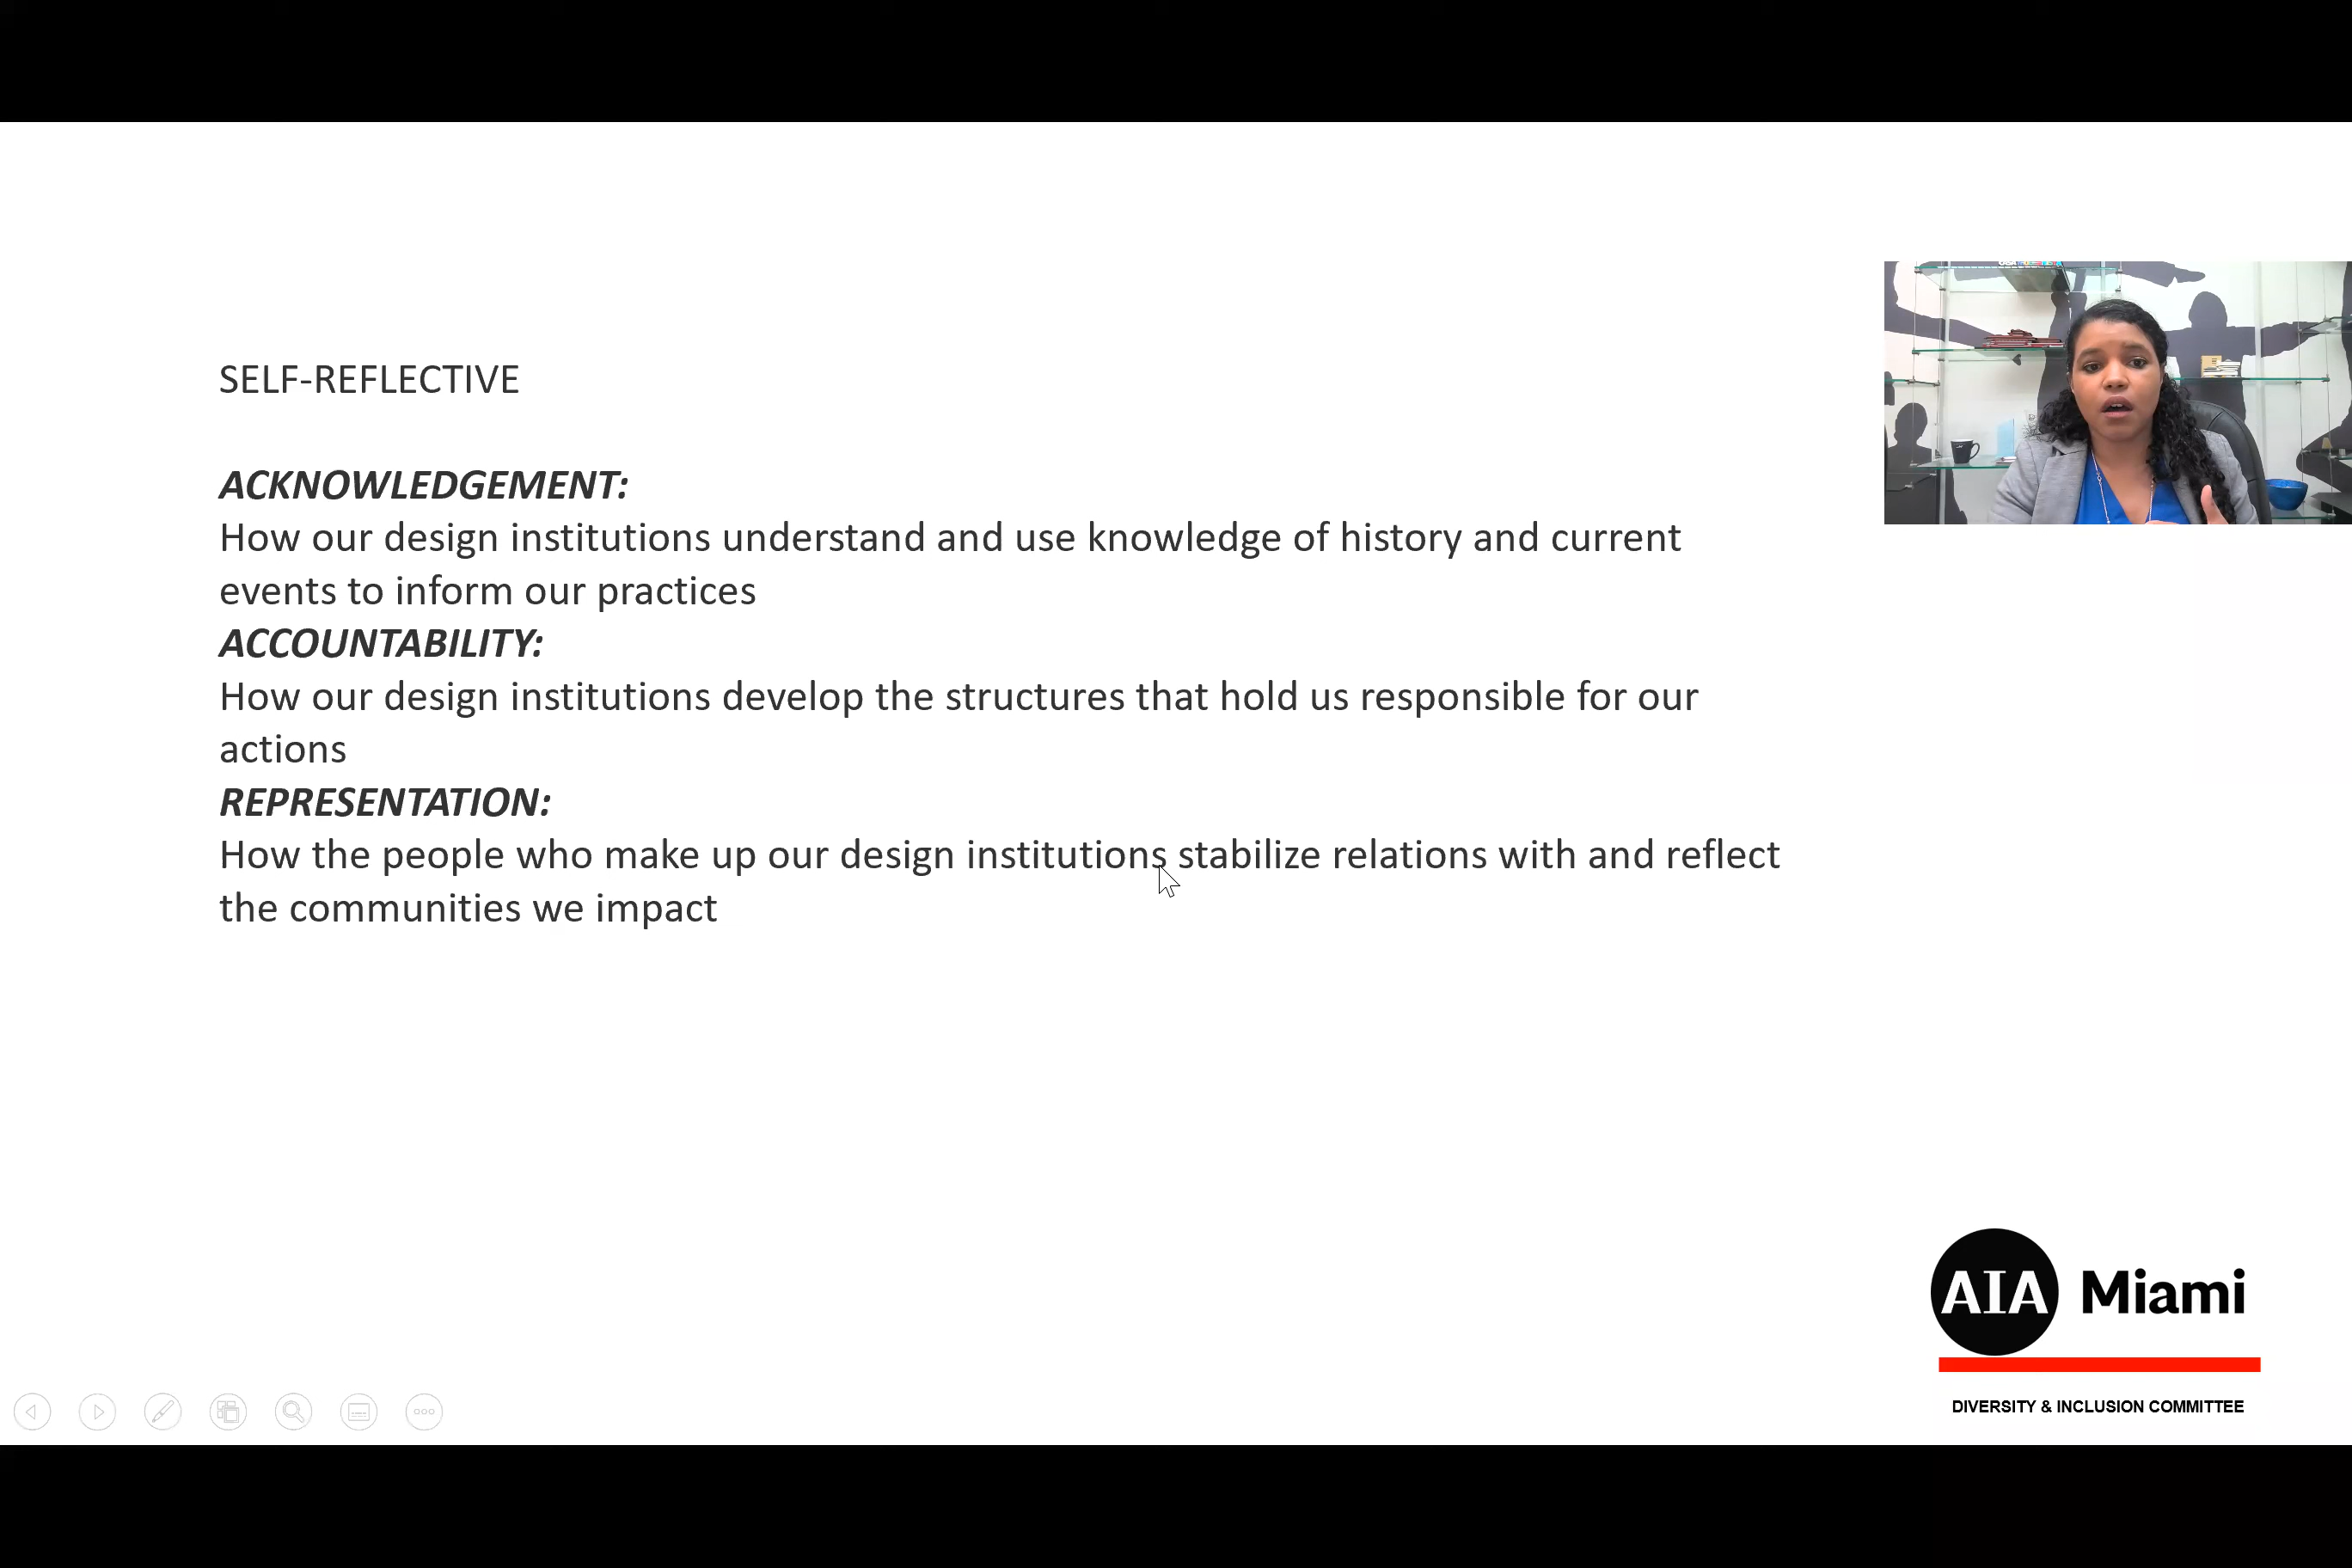 SELF-REFLECTIVE
ACKNOWLEDGEMENT:
How our design institutions understand and use knowledge of history and current
events to inform our practices
ACCOUNTABILITY:
How our design institutions develop the structures that hold us responsible for our
actions
REPRESENTATION:
How the people who make up our design institutions stabilize relations with and reflect
the communities we impact
AIA Miami
DIVERSITY & INCLUSION COMMITTEE